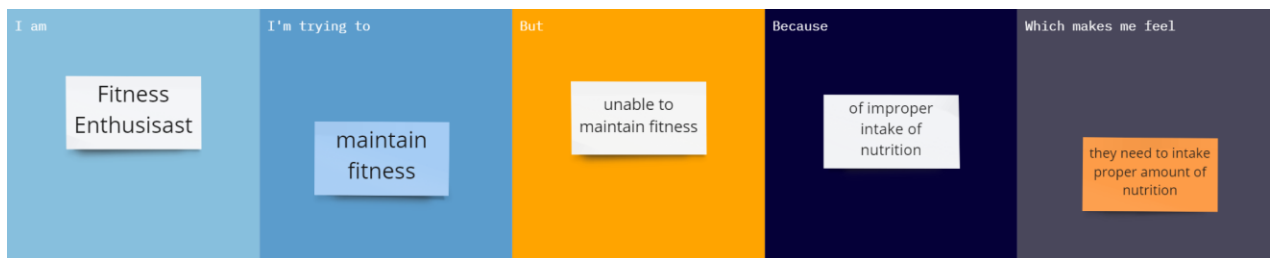 I am
Fitness
Enthusisast
I'm trying to
maintain
fitness
But
unable to
maintain fitness
Because
of improper
intake of
nutrition
Which makes me feel
they need to intake
proper amount of
nutrition